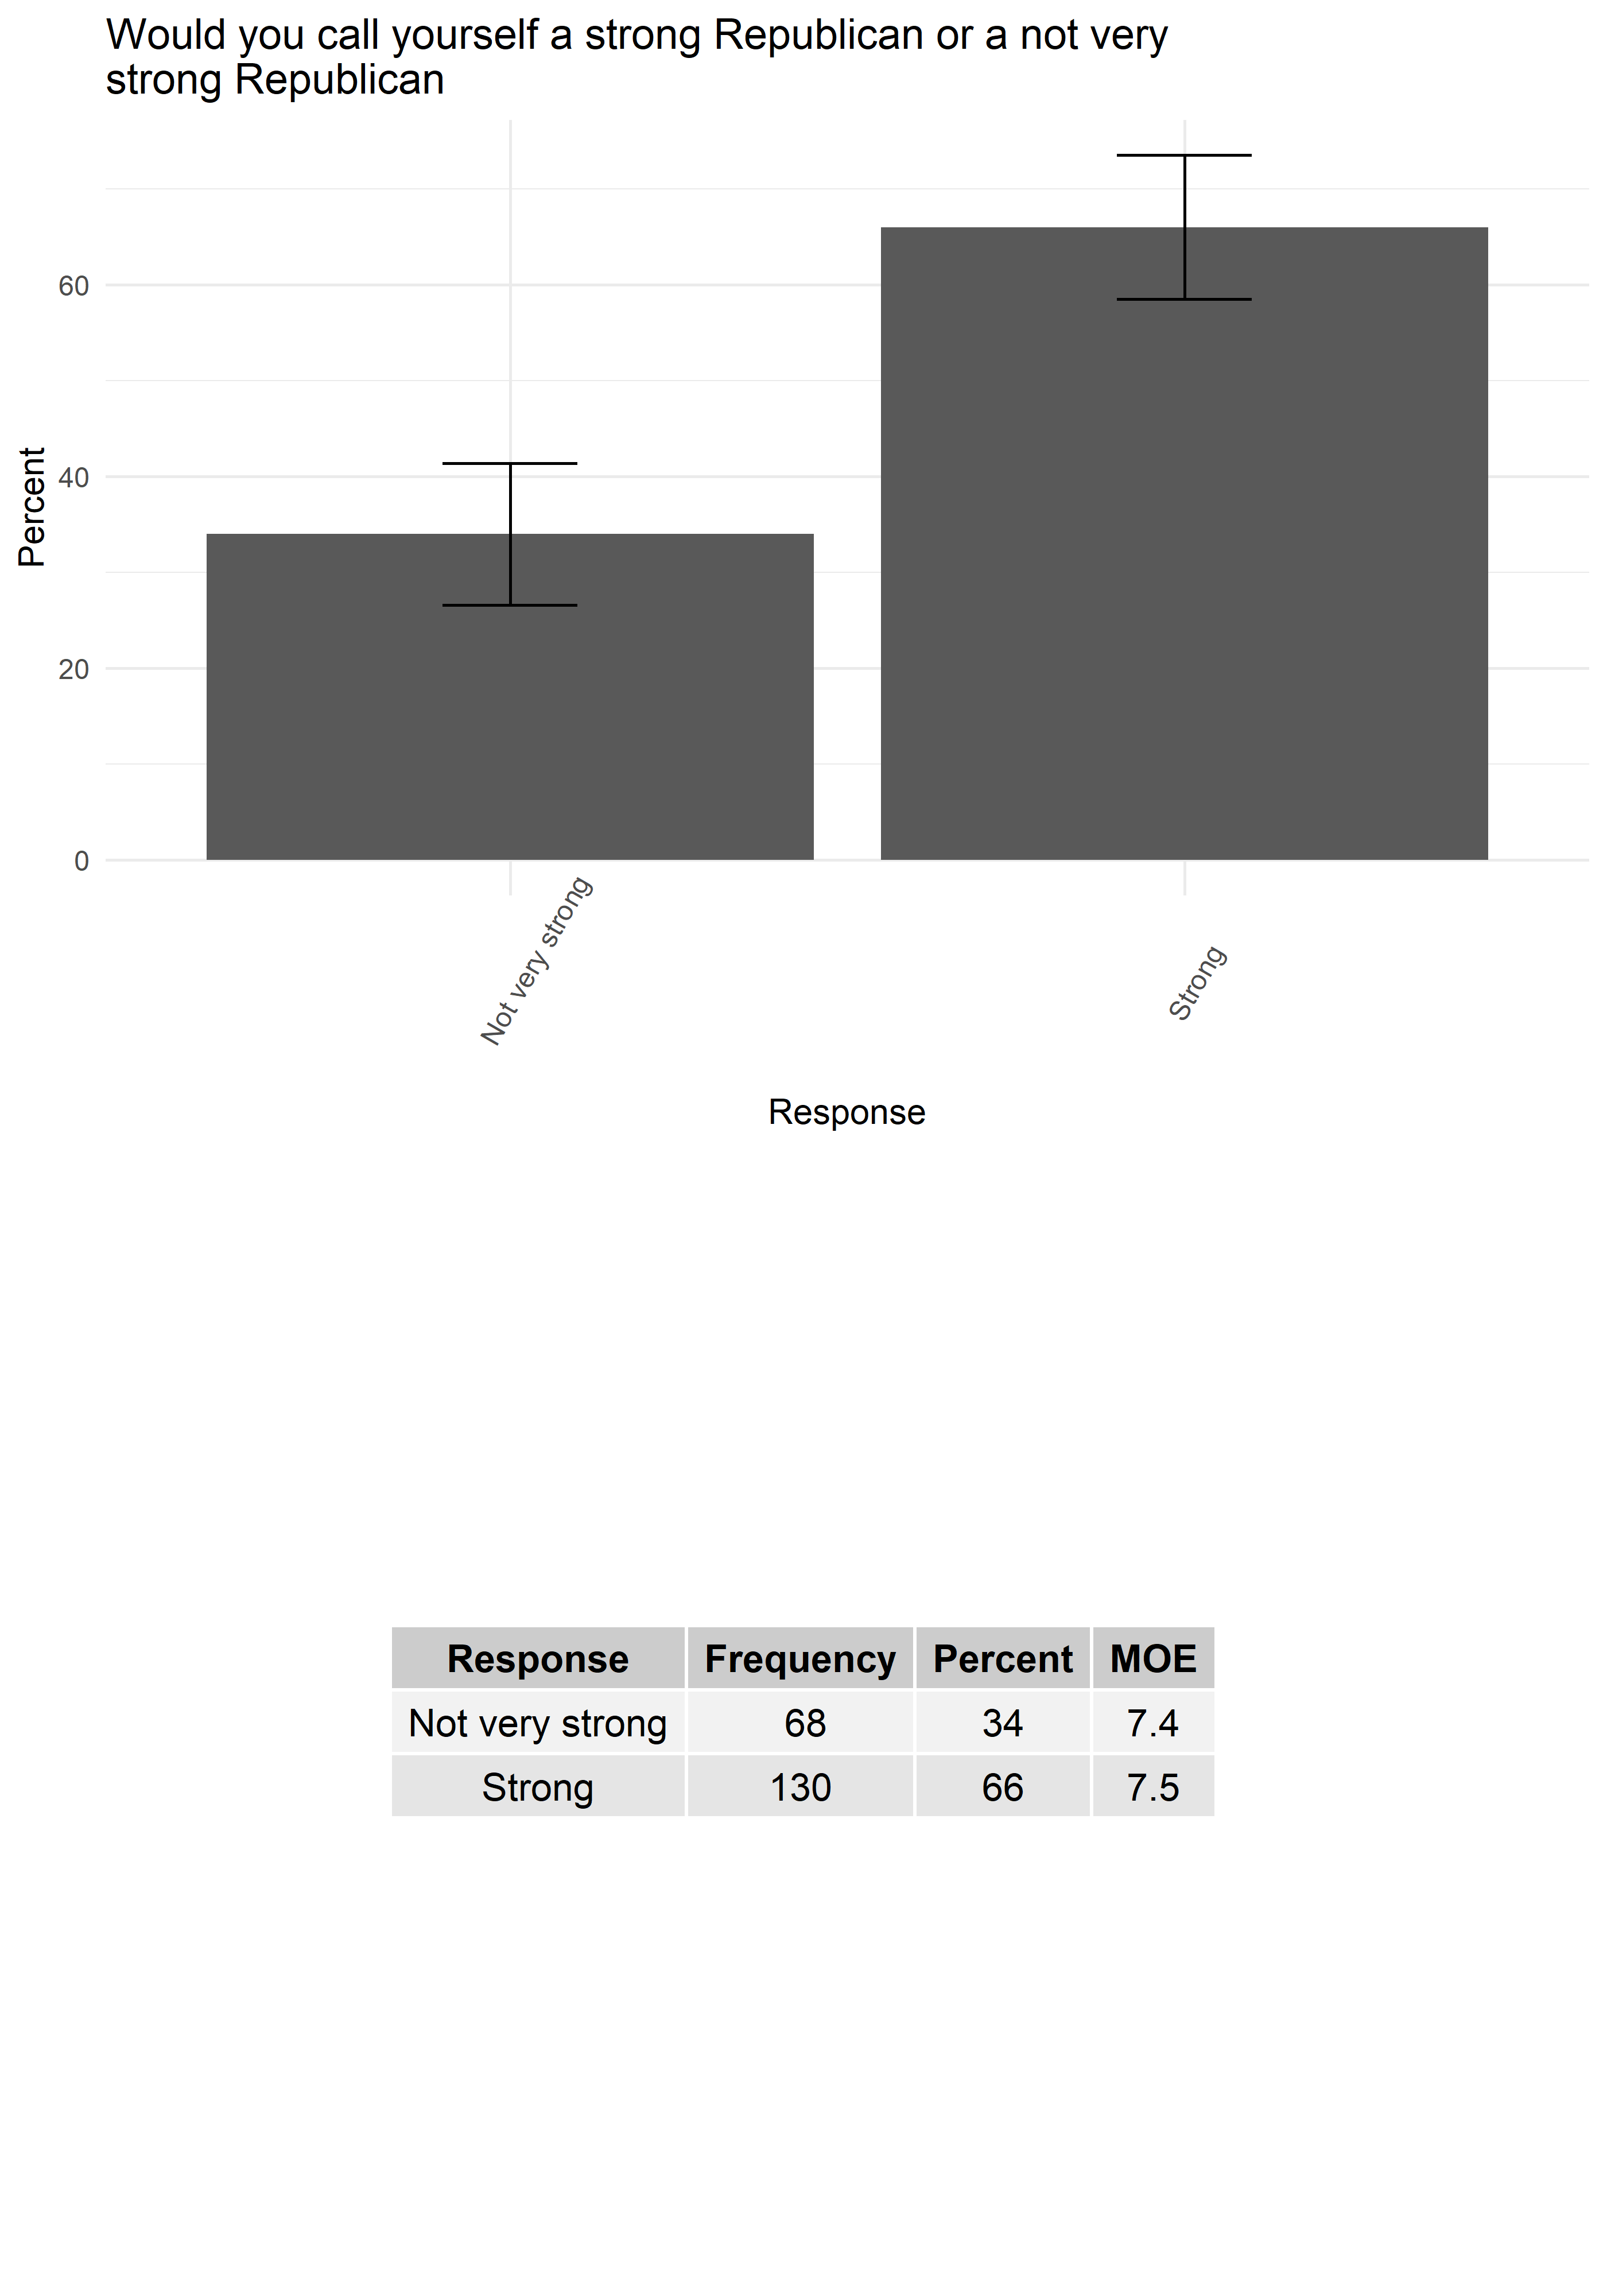 Would you call yourself a strong Republican or a not very
strong Republican
Percent
60
40
20
0
Not very strong
Strong
Response
Response Frequency Percent MOE
Not very strong 68 34 7.4
Strong 130 66 7.5